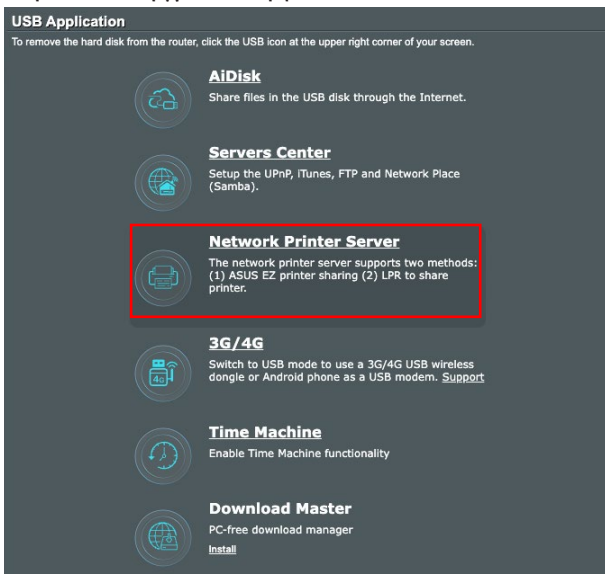 USB Application
To remove the hard disk from the router, click the USB icon at the upper right corner of your screen.
AiDisk
Share files in the USB disk through the Internet.
Servers Center
Setup the UPnP, iTunes, FTP and Network Place
(Samba).
Network Printer Server
The network printer server supports two methods:
(1) ASUS EZ printer sharing (2) LPR to share
printer.
3G/4G
4G
Switch to USB mode to use a 3G/4G USB wireless
dongle or Android phone as a USB modem. Support
Time Machine
Enable Time Machine functionality
Download Master
PC-free download manager
Install